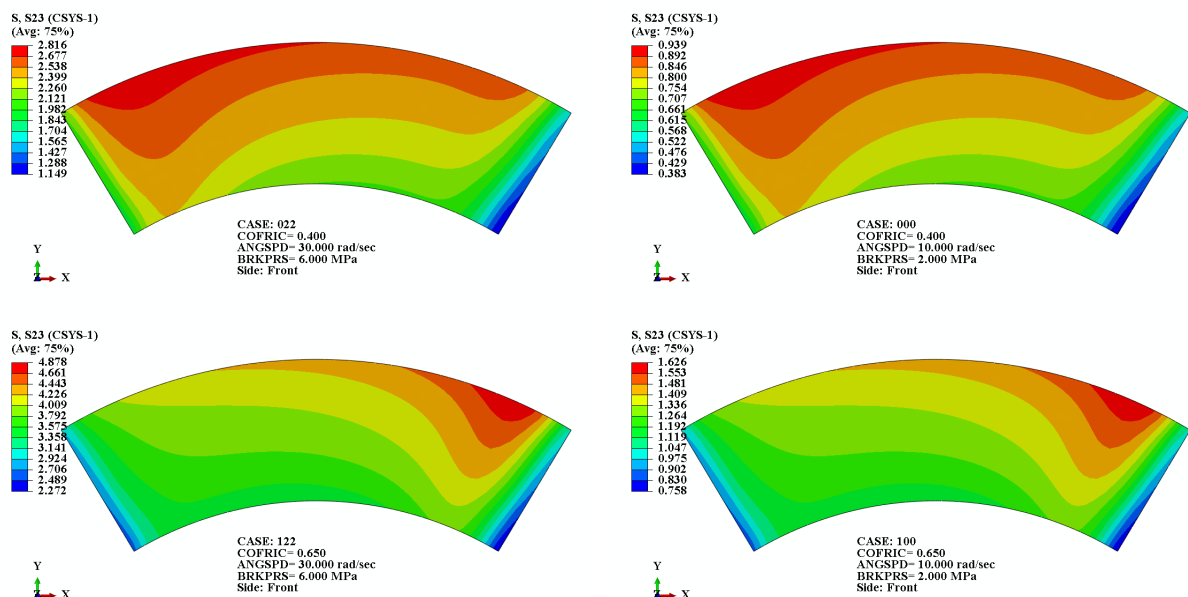 S, S23 (CSYS-1)
(Avg: 75%)
2.816
2.677
2.538
2.399
2.260
2.121
1.982
1.843
1.704
1.565
1.427
1.288
1.149
CASE: 022
COFRIC= 0.400
ANGSPD= 30.000 rad/sec
BRKPRS= 6.000 MPa
Side: Front
Y
Z X
S, S23 (CSYS-1)
(Avg: 75%)
0.939
0.892
0.846
0.800
0.754
0.707
0.661
0.615
0.568
0.522
0.476
0.429
0.383
CASE: 000
COFRIC= 0.400
ANGSPD= 10.000 rad/sec
BRKPRS= 2.000 MPa
Side: Front
Y
Z X
S, S23 (CSYS-1)
(Avg: 75%)
4.878
4.661
4.443
4.226
4.009
3.792
3.575
3.358
3.141
2.924
2.706
2.489
2.272
CASE: 122
COFRIC= 0.650
ANGSPD= 30.000 rad/sec
BRKPRS= 6.000 MPa
Side: Front
Y
Z X
S, S23 (CSYS-1)
(Avg: 75%)
1.626
1.553
1.481
1.409
1.336
1.264
1.192
1.119
1.047
0.975
0.902
0.830
0.758
CASE: 100
COFRIC= 0.650
ANGSPD= 10.000 rad/sec
BRKPRS= 2.000 MPa
Side: Front
Y
Z X